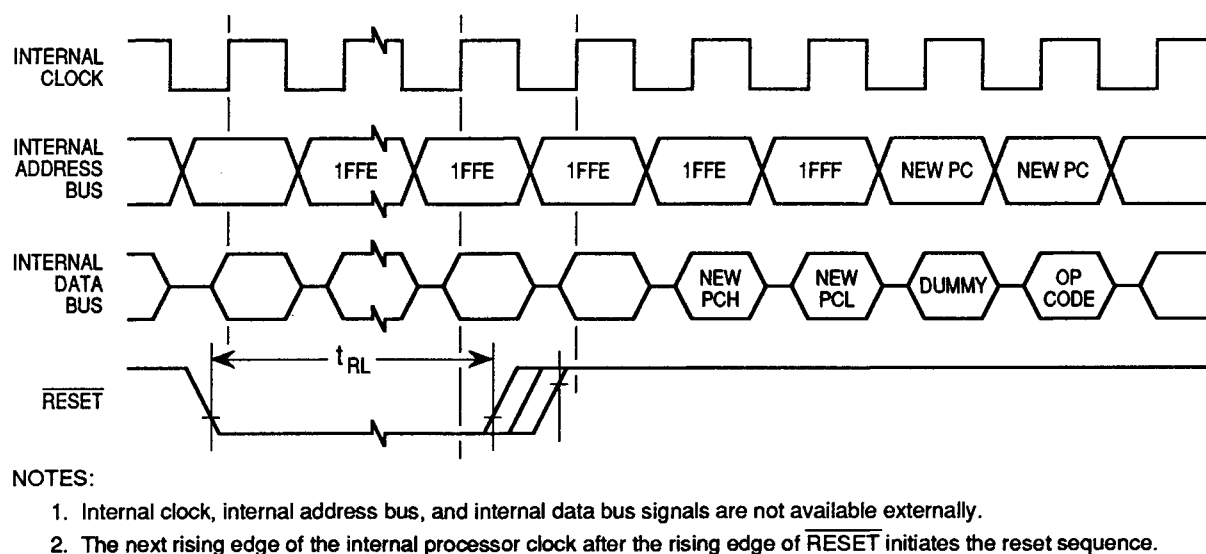 INTERNAL
CLOCK
INTERNAL
ADDRESS
BUS
1FFE 1FFE 1FFE 1FFE 1FFF NEW PC NEW PC
INTERNAL
DATA
BUS
NEW
PCH
NEW
PCL
DUMMY
OP
CODE
tRL
RESET
NOTES:
1. Internal clock, internal address bus, and internal data bus signals are not available externally.
2. The next rising edge of the internal processor clock after the rising edge of RESET initiates the reset sequence.